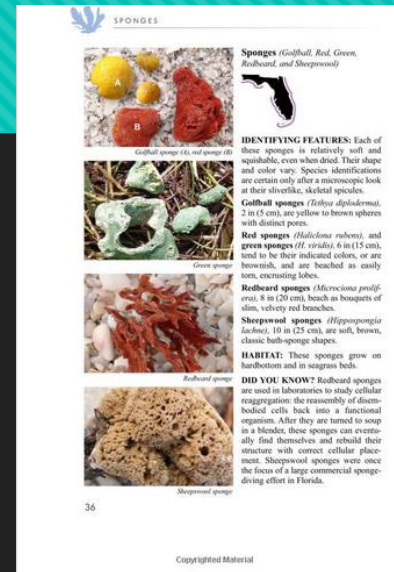 SPONGES
A
B
Golfball sponge (A), red sponge (B)
Green sponge
Redbeard sponge
Sheepswool sponge
Sponges (Golfball, Red, Green,
Redbeard, and Sheepswool)
IDENTIFYING FEATURES: Each of
these sponges is relatively soft and
squishable, even when dried. Their shape
and color vary. Species identifications
are certain only after a microscopic look
at their sliverlike, skeletal spicules.
Golfball sponges (Tethya diploderma),
2 in (5 cm), are yellow to brown spheres
with distinct pores.
Red sponges (Haliclona rubens), and
green sponges (H. viridis), 6 in (15 cm),
tend to be their indicated colors, or are
brownish, and are beached as easily
torn, encrusting lobes.
Redbeard sponges (Microciona prolif-
era), 8 in (20 cm), beach as bouquets of
slim, velvety red branches.
Sheepswool sponges (Hippospongia
lachne), 10 in (25 cm), are soft, brown,
classic bath-sponge shapes.
HABITAT: These sponges grow on
hardbottom and in seagrass beds.
DID YOU KNOW? Redbeard sponges
are used in laboratories to study cellular
reaggregation: the reassembly of disem-
bodied cells back into a functional
organism. After they are turned to soup
in a blender, these sponges can eventu-
ally find themselves and rebuild their
structure with correct cellular place-
ment. Sheepswool sponges were once
the focus of a large commercial sponge-
diving effort in Florida.
36
Copyrighted Material